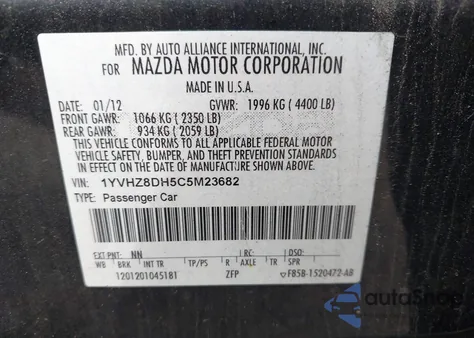 MFD. BY AUTO ALLIANCE INTERNATIONAL, INC.
FOR: MAZDA MOTOR CORPORATION
MADE IN U.S.A.
DATE: 01/12 GVWR: 1996 KG (4400 LB)
FRONT GAWR: 1066 KG (2350 LB)
REAR GAWR: 934 KG (2059 LB)
THIS VEHICLE CONFORMS TO ALL APPLICABLE FEDERAL MOTOR
VEHICLE SAFETY, BUMPER, AND THEFT PREVENTION STANDARDS
IN EFFECT ON THE DATE OF MANUFACTURE SHOWN ABOVE.
VIN: 1YVHZ8DH5C5M23682
TYPE: Passenger Car
EXT PNT: NN RC: DSO:
WB BRK INT TR TP/PS R AXLE TR SPR
1201201045181 ZFP F85B-1520472-AB
autoShop